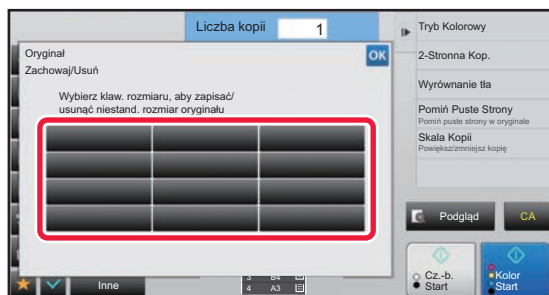 Liczba kopii 1
Oryginał
OK
Zachowaj/Usuń
Wybierz klaw. rozmiaru, aby zapisać/
usunąć niestand. rozmiar oryginału
Tryb Kolorowy
2-Stronna Kop.
Wyrównanie tła
Pomiń Puste Strony
Pomiń puste strony w oryginale
Skala Kopii
Powiększ/zmniejsz kopię
Podgląd
CA
Inne
3 B4
4 A3
Cz.-b.
Start
Kolor
Start